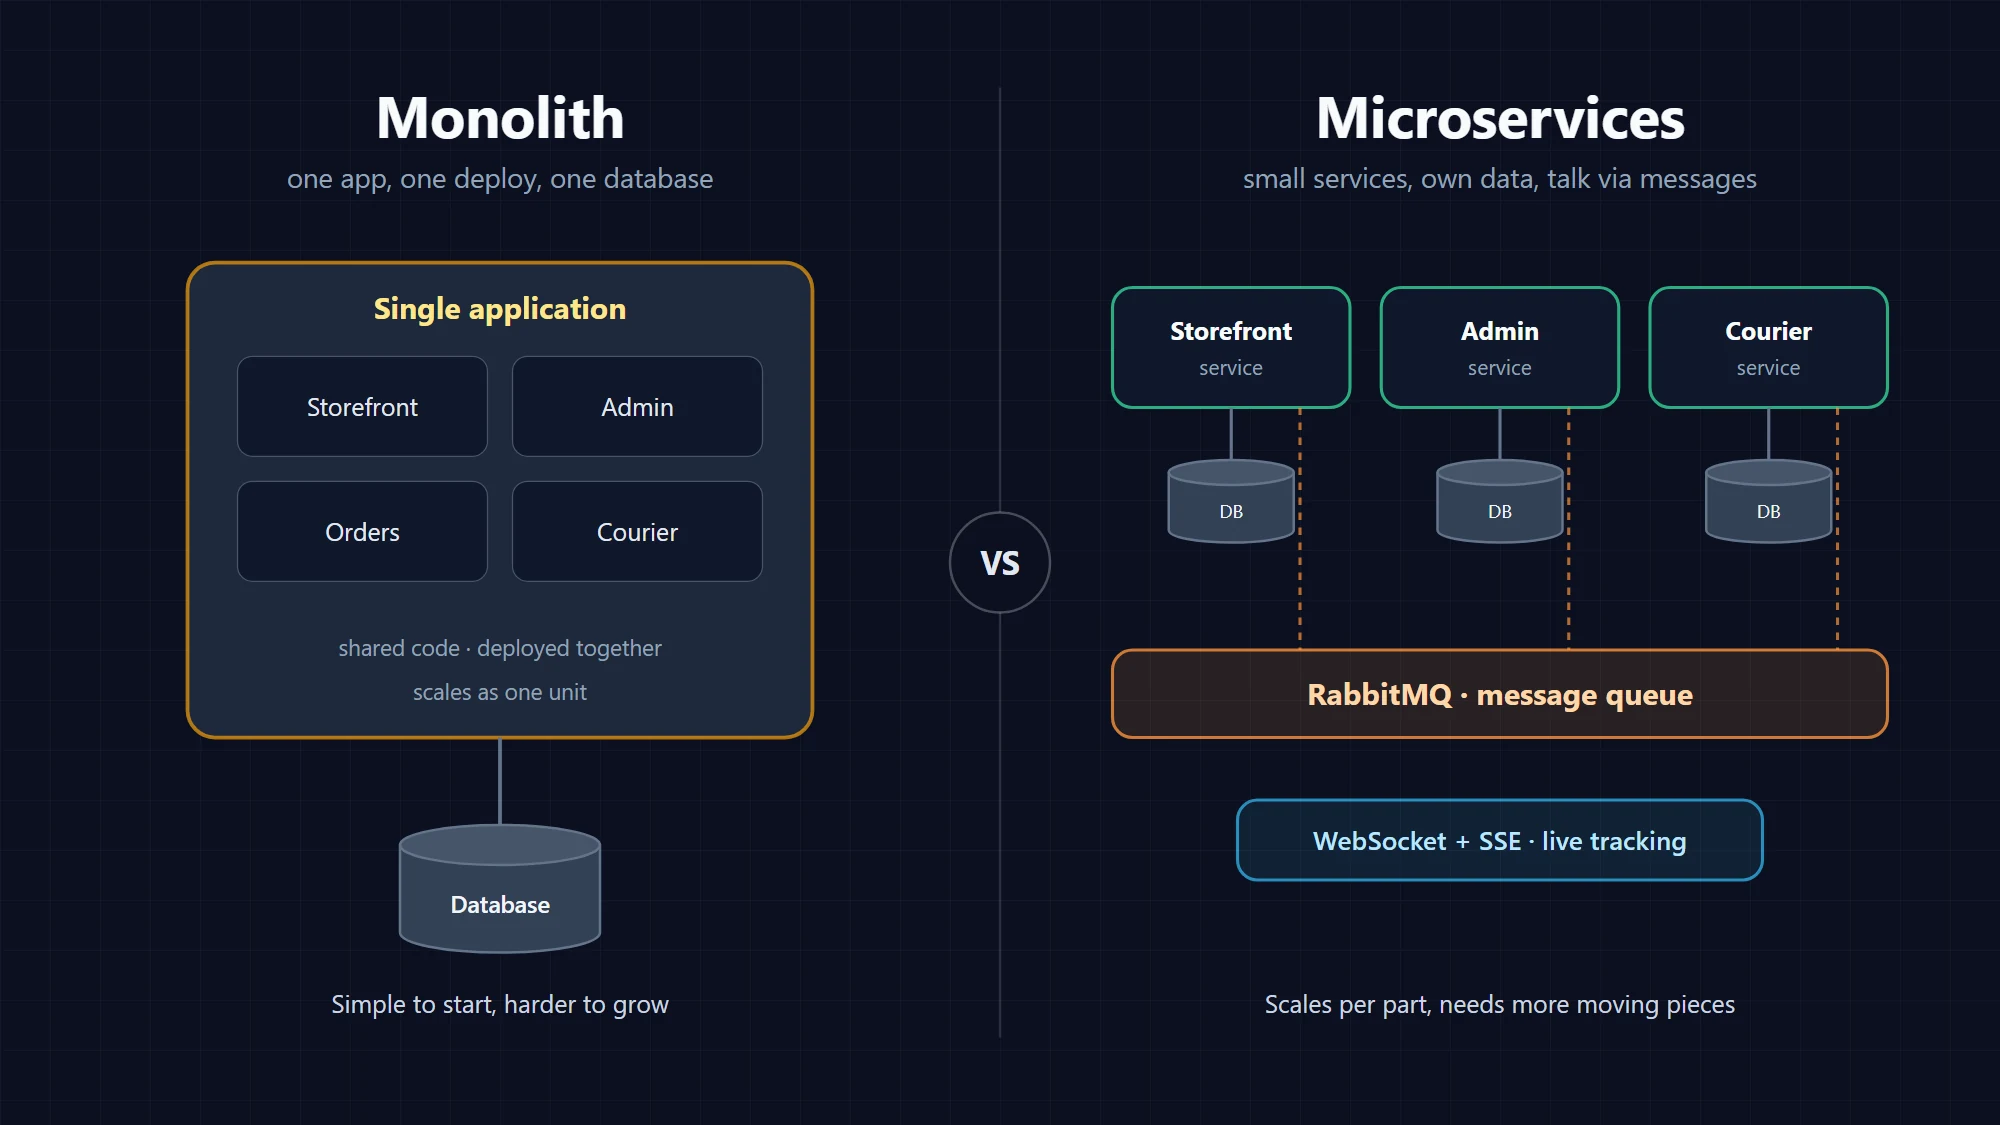 Monolith
one app, one deploy, one database
Single application
Storefront
Admin
Orders
Courier
shared code · deployed together
scales as one unit
Database
Simple to start, harder to grow
VS
Microservices
small services, own data, talk via messages
Storefront
service
Admin
service
Courier
service
DB
DB
DB
RabbitMQ · message queue
WebSocket + SSE · live tracking
Scales per part, needs more moving pieces